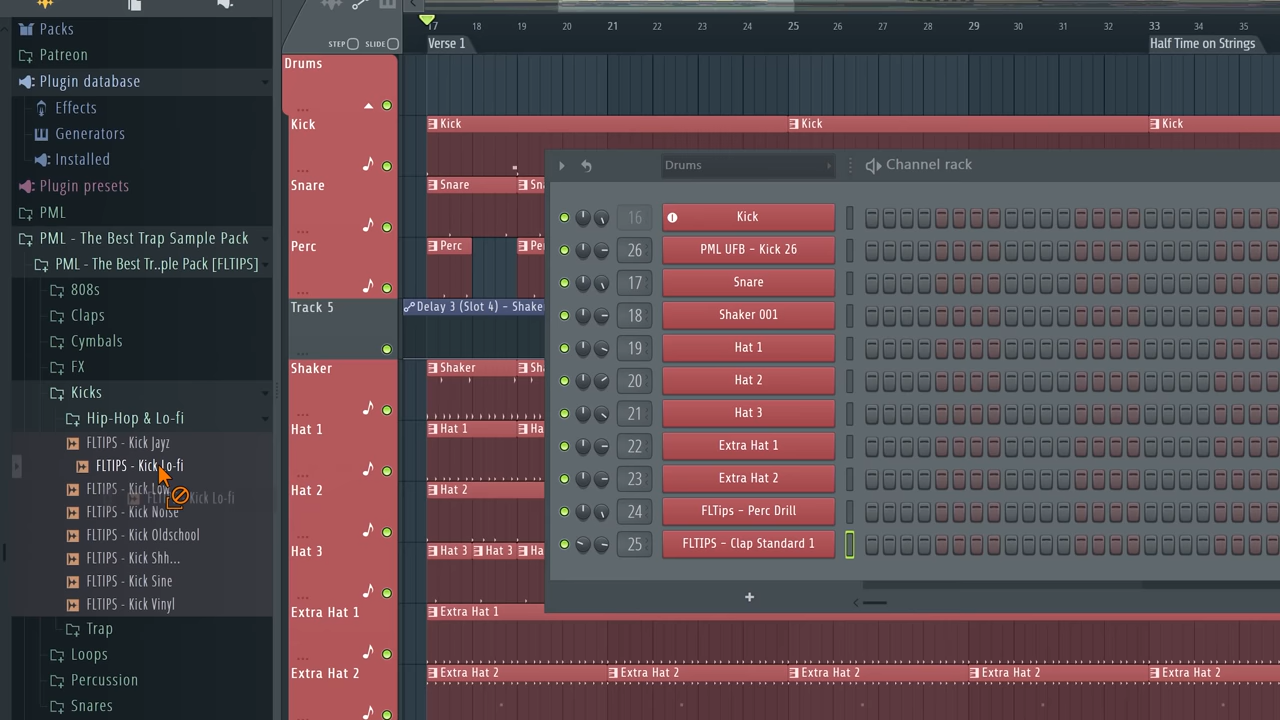 Packs
Patreon
Plugin database
Effects
Generators
Installed
Plugin presets
PML
PML - The Best Trap Sample Pack
PML - The Best Tr..ple Pack [FLTIPS]
808s
Claps
Cymbals
FX
Kicks
Hip-Hop & Lo-fi
FLTIPS - Kick Jayz
FLTIPS - Kick Lo-fi
FLTIPS - Kick Low
Kick Lo-fi
FLTIPS - Kick Noise
FLTIPS - Kick Oldschool
FLTIPS - Kick Shh...
FLTIPS - Kick Sine
FLTIPS - Kick Vinyl
Trap
Loops
Percussion
Snares
STEP SLIDE
17 18 19 20 21 22 23 24 25 26 27 28 29 30 31 32 33 34 35
Verse 1 Half Time on Strings
Drums
Kick
Kick Kick Kick
Snare
Snare
Perc
Perc
Track 5
Delay 3 (Slot 4) - Shake
Shaker
Shaker
Hat 1
Hat 1
Hat 2
Hat 2
Hat 3
Hat 3 Hat 3
Extra Hat 1
Extra Hat 1
Extra Hat 2
Extra Hat 2 Extra Hat 2 Extra Hat 2 Extra Hat 2 Extra Hat 2
Drums Channel rack
16 Kick
26 PML UFB - Kick 26
17 Snare
18 Shaker 001
19 Hat 1
20 Hat 2
21 Hat 3
22 Extra Hat 1
23 Extra Hat 2
24 FLTips - Perc Drill
25 FLTIPS - Clap Standard 1